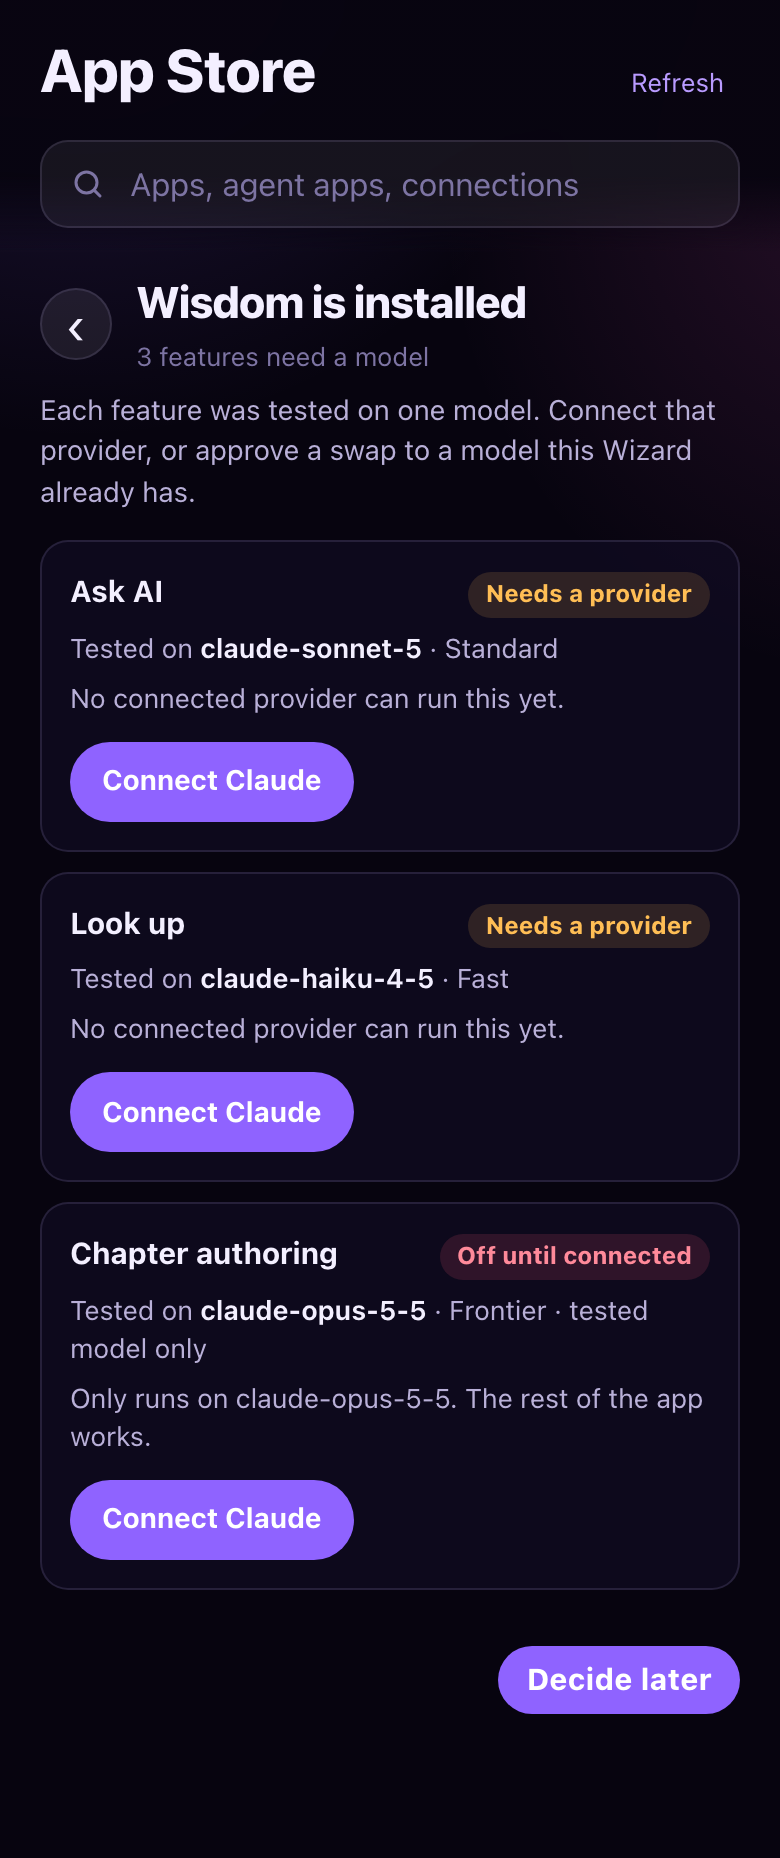 App Store
Refresh
Apps, agent apps, connections
Wisdom is installed
3 features need a model
Each feature was tested on one model. Connect that
provider, or approve a swap to a model this Wizard
already has.
Ask AI
Needs a provider
Tested on claude-sonnet-5 · Standard
No connected provider can run this yet.
Connect Claude
Look up
Needs a provider
Tested on claude-haiku-4-5 · Fast
No connected provider can run this yet.
Connect Claude
Chapter authoring
Off until connected
Tested on claude-opus-5-5 · Frontier · tested
model only
Only runs on claude-opus-5-5. The rest of the app
works.
Connect Claude
Decide later